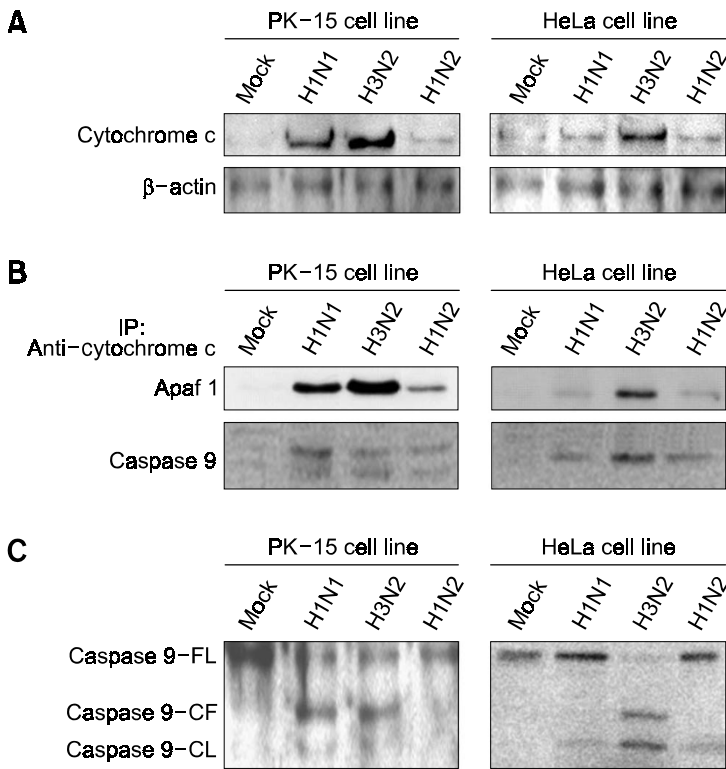 A
PK−15 cell line
HeLa cell line
Mock H1N1 H3N2 H1N2
Mock H1N1 H3N2 H1N2
Cytochrome c
β−actin
B
PK−15 cell line
HeLa cell line
IP:
Anti−cytochrome c
Mock H1N1 H3N2 H1N2
Mock H1N1 H3N2 H1N2
Apaf 1
Caspase 9
C
PK−15 cell line
HeLa cell line
Mock H1N1 H3N2 H1N2
Mock H1N1 H3N2 H1N2
Caspase 9−FL
Caspase 9−CF
Caspase 9−CL